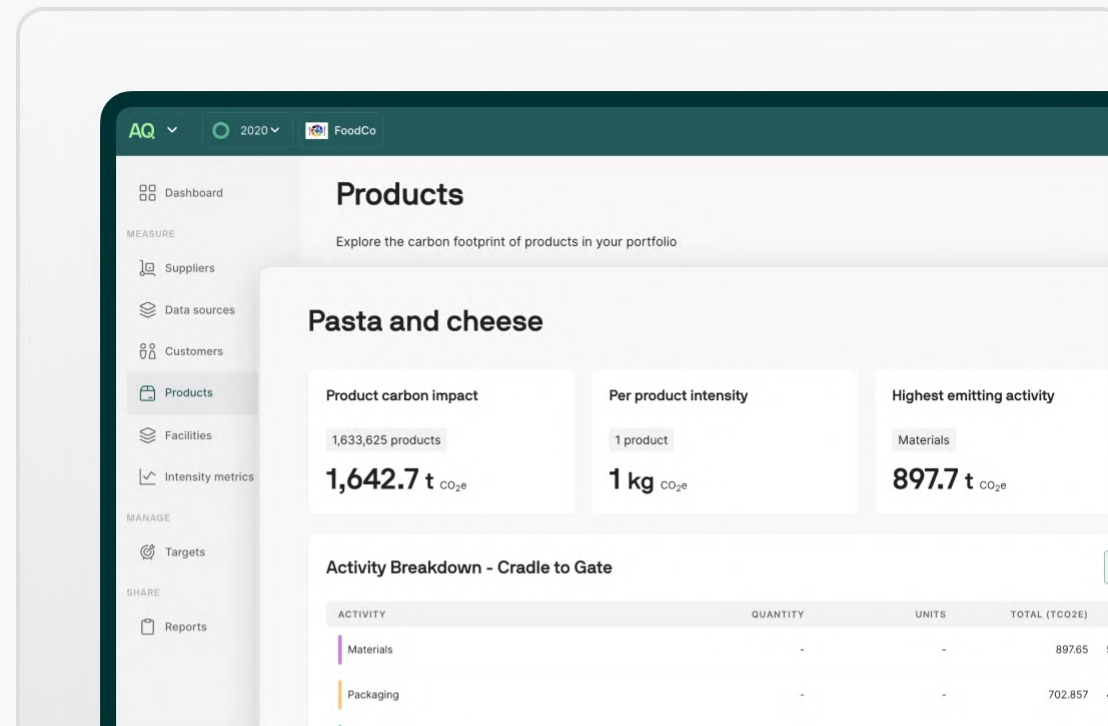 AQ
2020
FoodCo
Dashboard
MEASURE
Suppliers
Data sources
Customers
Products
Facilities
Intensity metrics
MANAGE
Targets
SHARE
Reports
Products
Explore the carbon footprint of products in your portfolio
Pasta and cheese
Product carbon impact
1,633,625 products
1,642.7 t CO₂e
Per product intensity
1 product
1 kg CO₂e
Highest emitting activity
Materials
897.7 t CO₂e
Activity Breakdown - Cradle to Gate
ACTIVITY QUANTITY UNITS TOTAL (TCO2E)
Materials - - 897.65
Packaging - - 702.857